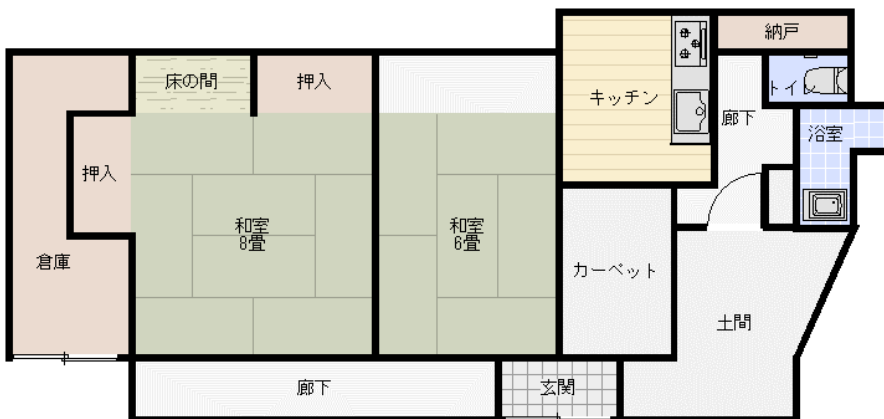 納戸
床の間
押入
キッチン
トイレ
廊下
浴室
押入
和室
8畳
和室
6畳
倉庫
カーペット
土間
廊下
玄関